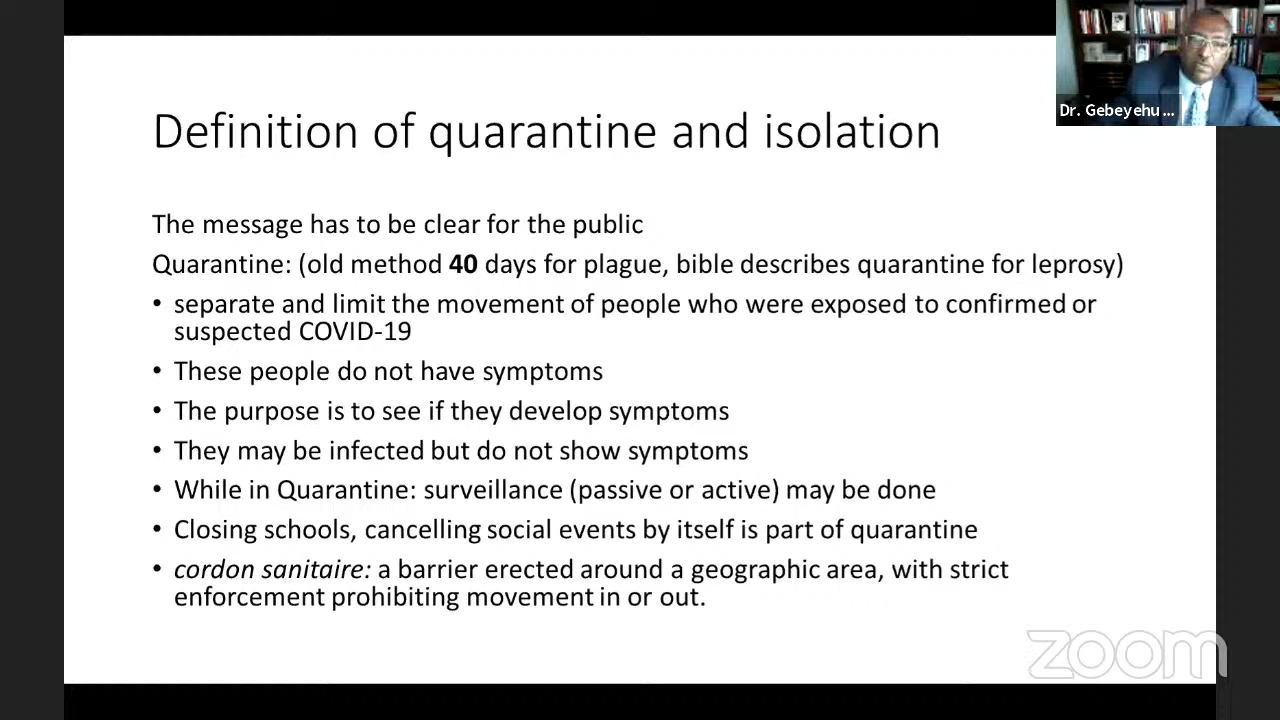 Dr. Gebeyehu ...
Definition of quarantine and isolation
The message has to be clear for the public
Quarantine: (old method 40 days for plague, bible describes quarantine for leprosy)
• separate and limit the movement of people who were exposed to confirmed or
suspected COVID-19
• These people do not have symptoms
• The purpose is to see if they develop symptoms
• They may be infected but do not show symptoms
• While in Quarantine: surveillance (passive or active) may be done
• Closing schools, cancelling social events by itself is part of quarantine
• cordon sanitaire: a barrier erected around a geographic area, with strict
enforcement prohibiting movement in or out.
zoom